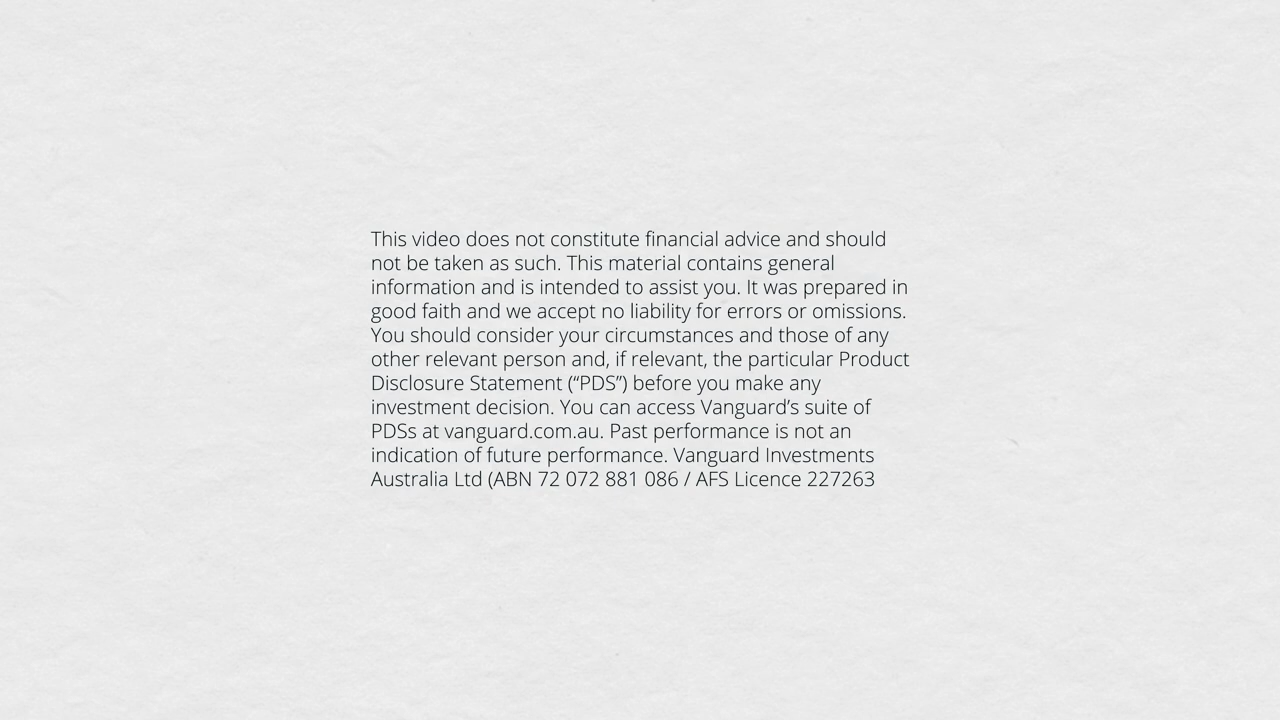 This video does not constitute financial advice and should
not be taken as such. This material contains general
information and is intended to assist you. It was prepared in
good faith and we accept no liability for errors or omissions.
You should consider your circumstances and those of any
other relevant person and, if relevant, the particular Product
Disclosure Statement (“PDS”) before you make any
investment decision. You can access Vanguard’s suite of
PDSs at vanguard.com.au. Past performance is not an
indication of future performance. Vanguard Investments
Australia Ltd (ABN 72 072 881 086 / AFS Licence 227263